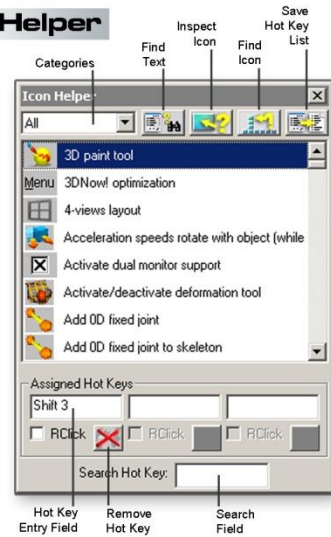 Helper
Categories
Find
Text
Inspect
Icon
Find
Icon
Save
Hot Key
List
Icon Helper
All
3D paint tool
Menu 3DNow! optimization
4-views layout
Acceleration speeds rotate with object (while
Activate dual monitor support
Activate/deactivate deformation tool
Add 0D fixed joint
Add 0D fixed joint to skeleton
Assigned Hot Keys
Shift 3
RClick RClick RClick
Search Hot Key:
Hot Key
Entry Field
Remove
Hot Key
Search
Field